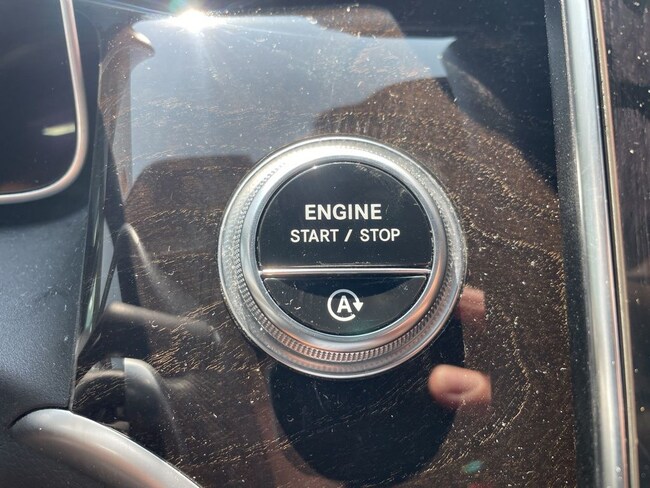 ENGINE
START / STOP
A